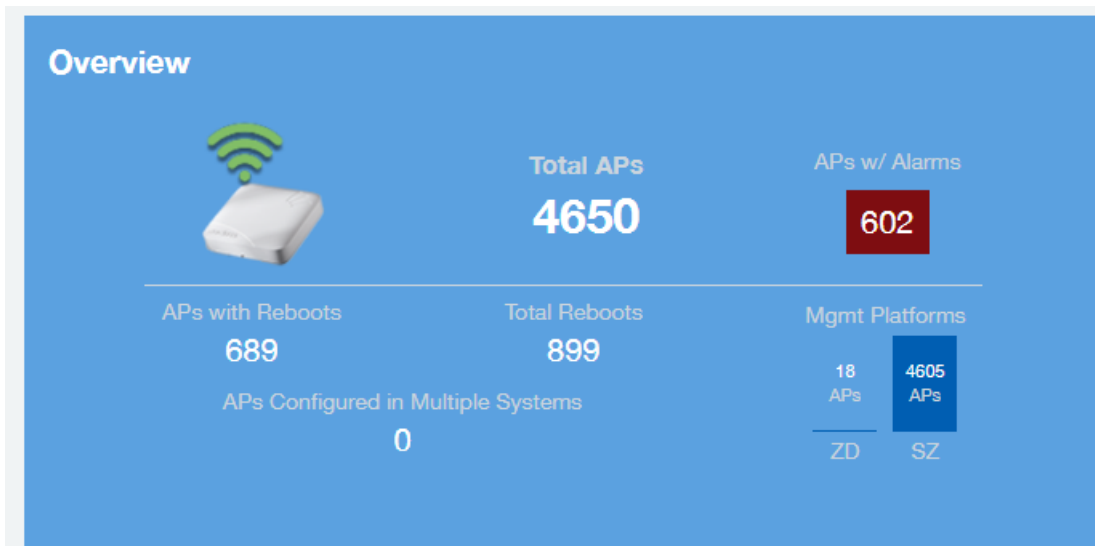 Overview
Total APs
4650
APs w/ Alarms
602
APs with Reboots
689
Total Reboots
899
APs Configured in Multiple Systems
0
Mgmt Platforms
18
APs
ZD
4605
APs
SZ